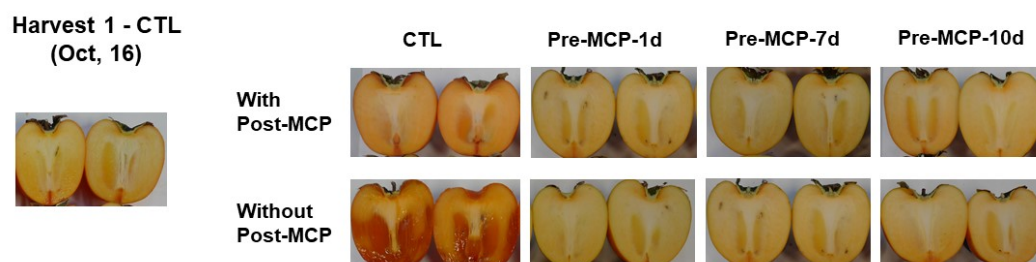 Harvest 1 - CTL
(Oct, 16)
CTL
Pre-MCP-1d
Pre-MCP-7d
Pre-MCP-10d
With
Post-MCP
Without
Post-MCP